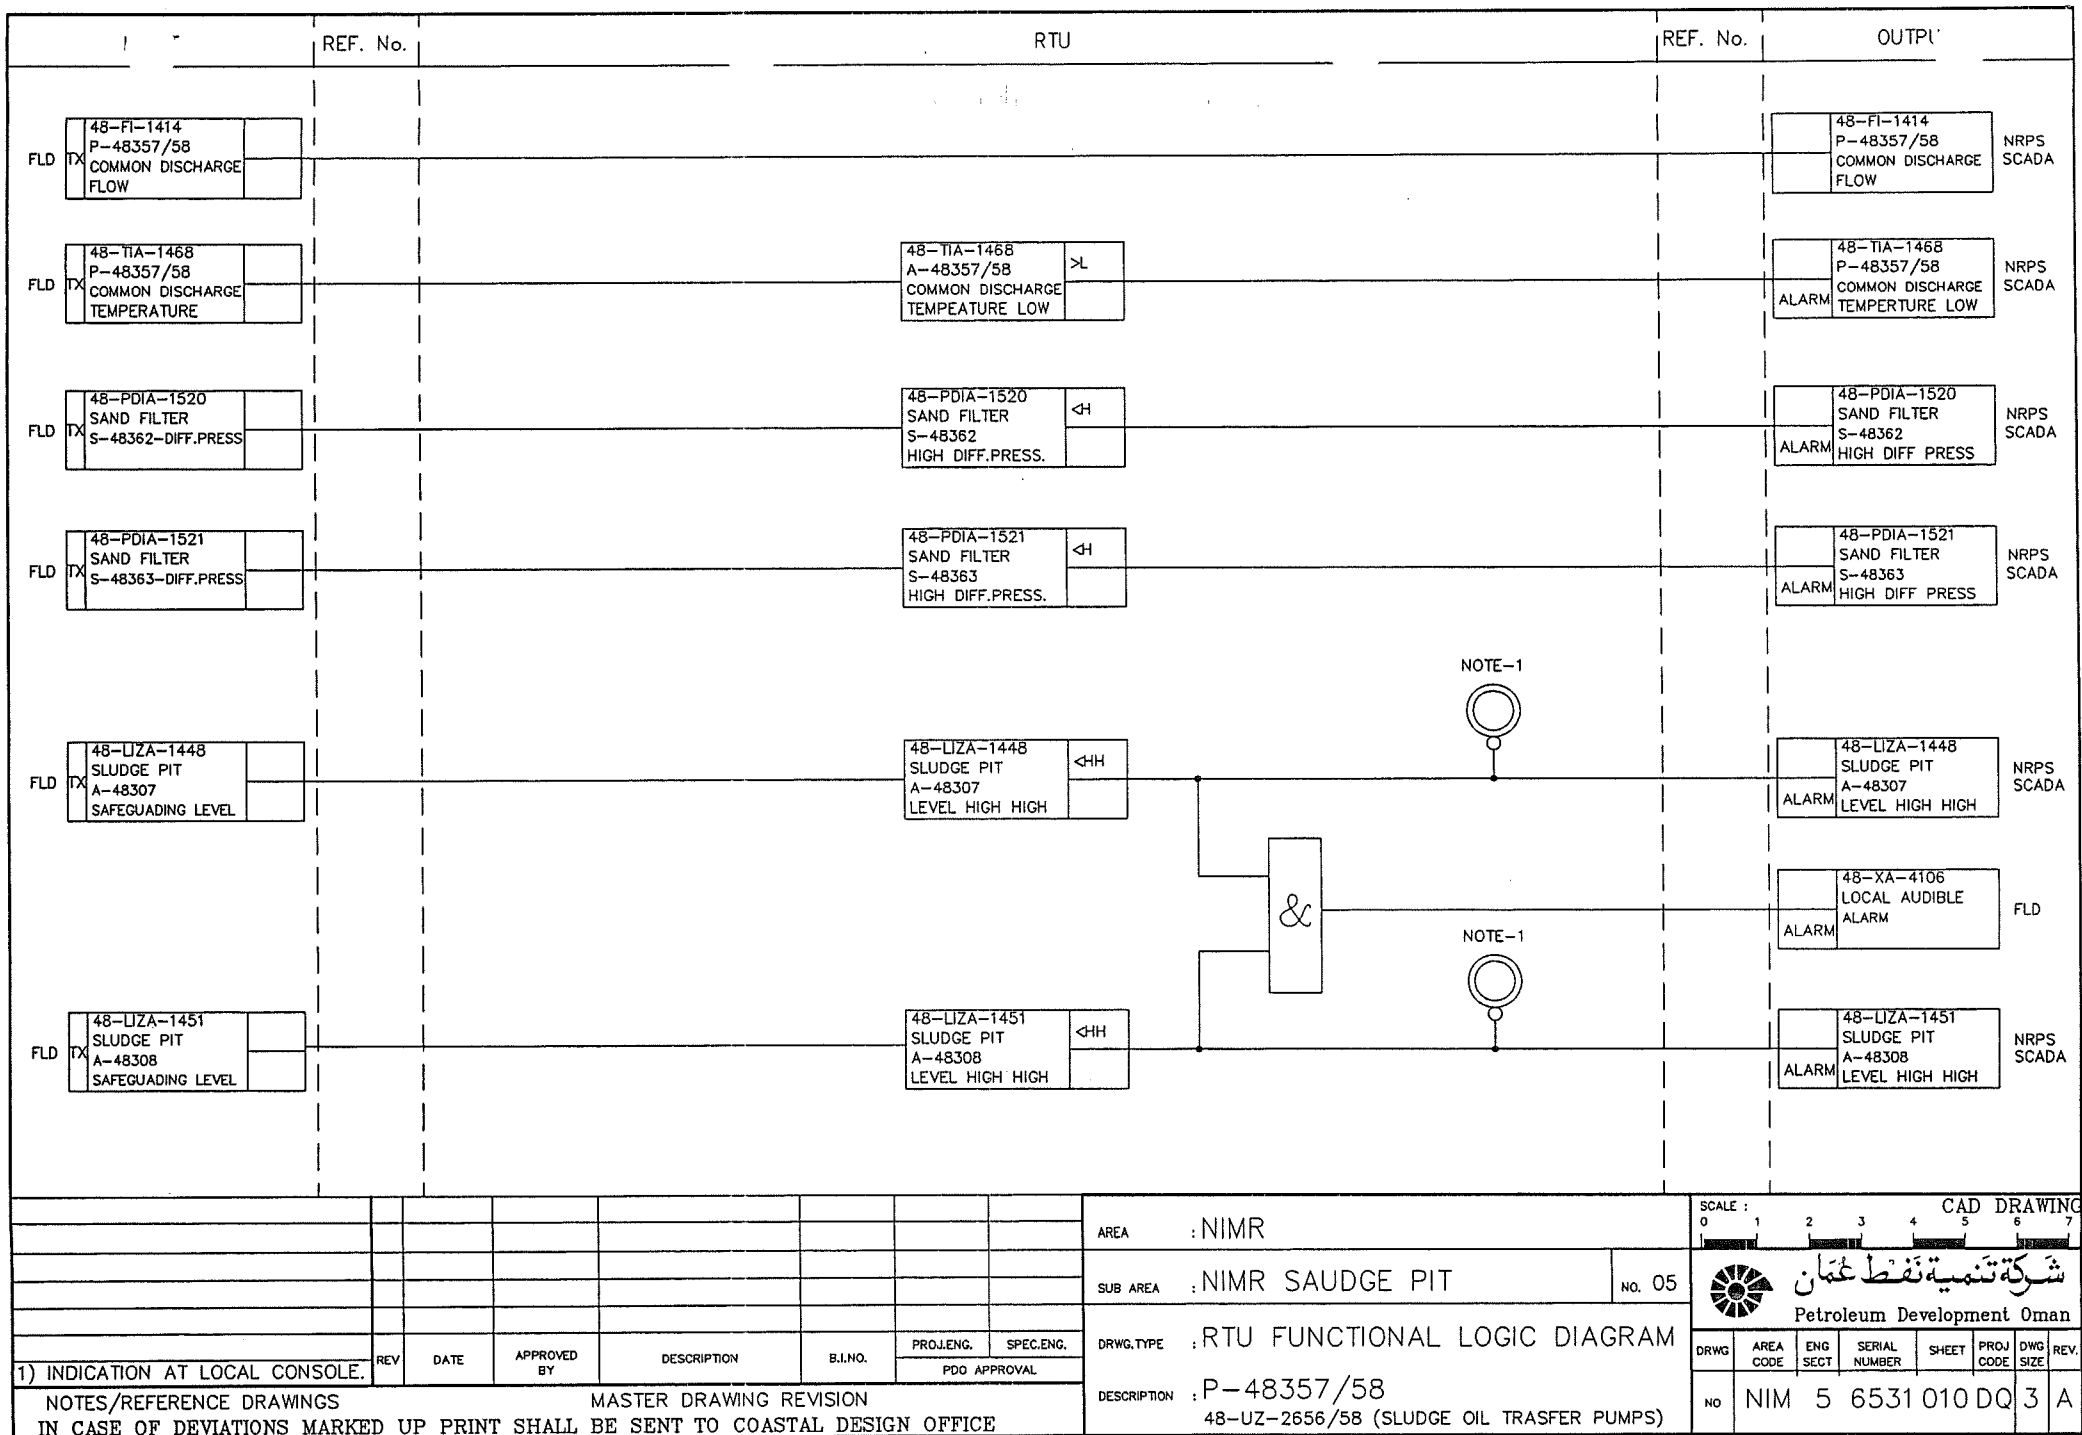 REF. No.
RTU
REF. No.
FLD
TX
48-FI-1414
P-48357/58
COMMON DISCHARGE
FLOW
48-FI-1414
P-48357/58
COMMON DISCHARGE
FLOW
NRPS
SCADA
FLD
TX
48-TIA-1468
P-48357/58
COMMON DISCHARGE
TEMPERATURE
48-TIA-1468
A-48357/58
COMMON DISCHARGE
TEMPEATURE LOW
>L
ALARM
48-TIA-1468
P-48357/58
COMMON DISCHARGE
TEMPERTURE LOW
NRPS
SCADA
FLD
TX
48-PDIA-1520
SAND FILTER
S-48362-DIFF.PRESS
48-PDIA-1520
SAND FILTER
S-48362
HIGH DIFF.PRESS.
<H
ALARM
48-PDIA-1520
SAND FILTER
S-48362
HIGH DIFF PRESS
NRPS
SCADA
FLD
TX
48-PDIA-1521
SAND FILTER
S-48363-DIFF.PRESS
48-PDIA-1521
SAND FILTER
S-48363
HIGH DIFF.PRESS.
<H
ALARM
48-PDIA-1521
SAND FILTER
S-48363
HIGH DIFF PRESS
NRPS
SCADA
NOTE-1
FLD
TX
48-LIZA-1448
SLUDGE PIT
A-48307
SAFEGUADING LEVEL
48-LIZA-1448
SLUDGE PIT
A-48307
LEVEL HIGH HIGH
<HH
ALARM
48-LIZA-1448
SLUDGE PIT
A-48307
LEVEL HIGH HIGH
NRPS
SCADA
&
ALARM
48-XA-4106
LOCAL AUDIBLE
ALARM
FLD
NOTE-1
FLD
TX
48-LIZA-1451
SLUDGE PIT
A-48308
SAFEGUADING LEVEL
48-LIZA-1451
SLUDGE PIT
A-48308
LEVEL HIGH HIGH
<HH
ALARM
48-LIZA-1451
SLUDGE PIT
A-48308
LEVEL HIGH HIGH
NRPS
SCADA
1) INDICATION AT LOCAL CONSOLE.
REV
DATE
APPROVED
BY
DESCRIPTION
B.I.NO.
PROJ.ENG.
SPEC.ENG.
PDO APPROVAL
NOTES/REFERENCE DRAWINGS
MASTER DRAWING REVISION
IN CASE OF DEVIATIONS MARKED UP PRINT SHALL BE SENT TO COASTAL DESIGN OFFICE
AREA : NIMR
SUB AREA : NIMR SAUDGE PIT
NO. 05
DRWG.TYPE : RTU FUNCTIONAL LOGIC DIAGRAM
DESCRIPTION : P-48357/58
48-UZ-2656/58 (SLUDGE OIL TRASFER PUMPS)
SCALE :
CAD DRAWING
0 1 2 3 4 5 6 7
شركة تنمية نفط عُمان
Petroleum Development Oman
DRWG
AREA
CODE
ENG
SECT
SERIAL
NUMBER
SHEET
PROJ
CODE
DWG
SIZE
REV.
NO
NIM 5 6531 010 DQ 3 A